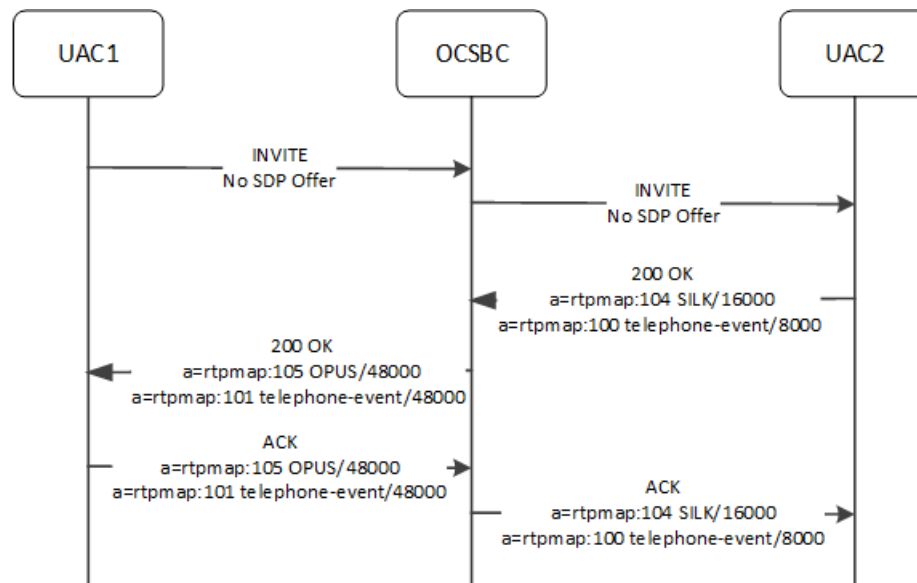 UAC1
OCSBC
UAC2
INVITE
No SDP Offer
INVITE
No SDP Offer
200 OK
a=rtpmap:104 SILK/16000
a=rtpmap:100 telephone-event/8000
200 OK
a=rtpmap:105 OPUS/48000
a=rtpmap:101 telephone-event/48000
ACK
a=rtpmap:105 OPUS/48000
a=rtpmap:101 telephone-event/48000
ACK
a=rtpmap:104 SILK/16000
a=rtpmap:100 telephone-event/8000